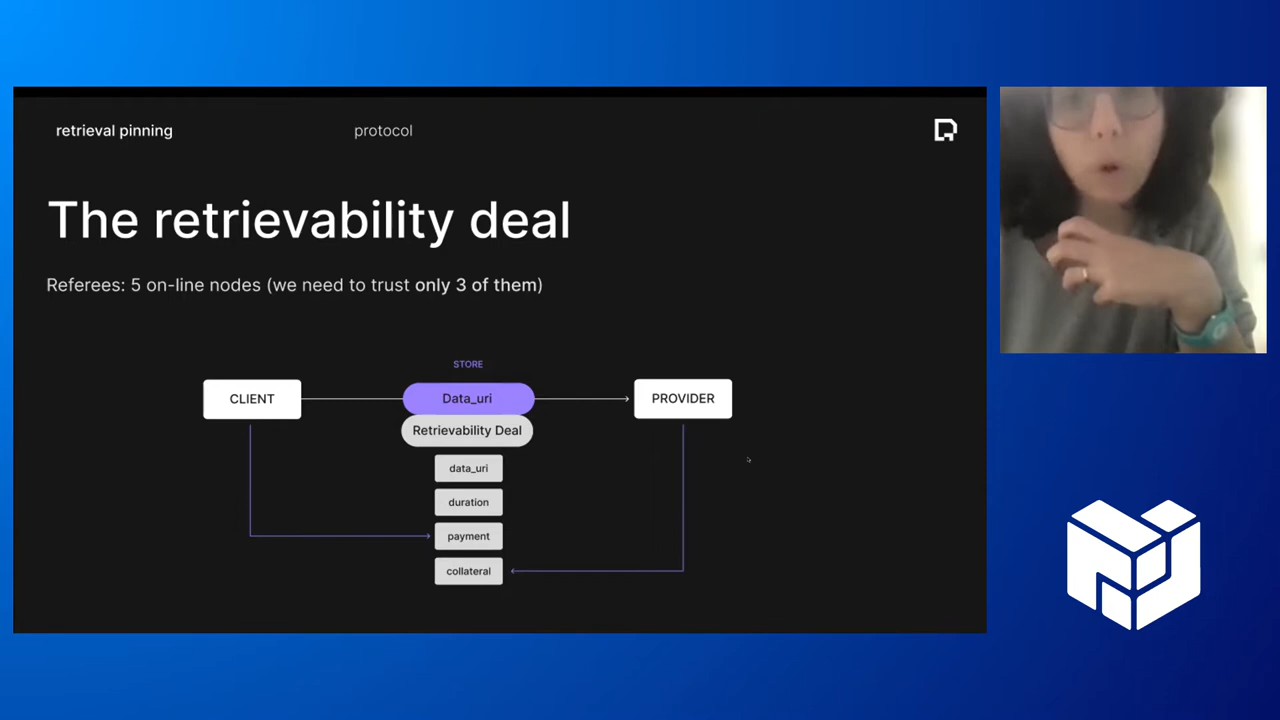 retrieval pinning
protocol
The retrievability deal
Referees: 5 on-line nodes (we need to trust only 3 of them)
STORE
CLIENT
Data_uri
PROVIDER
Retrievability Deal
data_uri
duration
payment
collateral